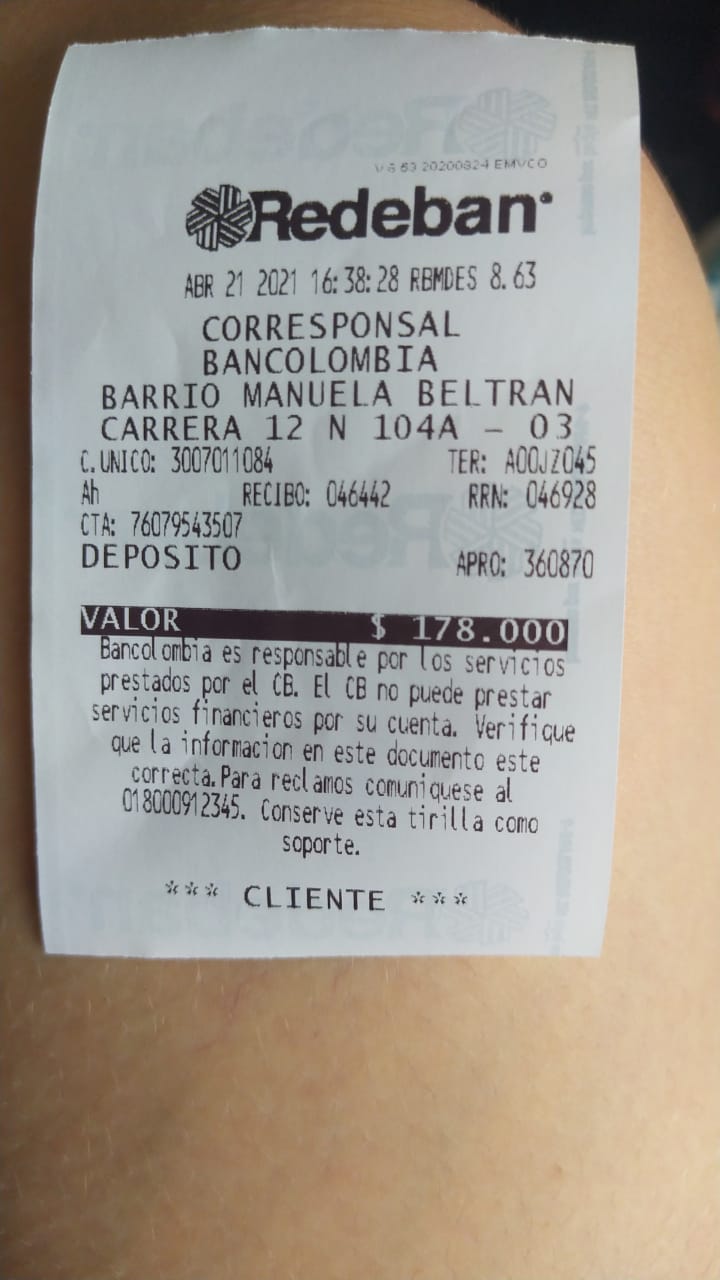 V 8 53 20200824 EMVCO
Redeban
ABR 21 2021 16:38:28 RBMDES 8.63
CORRESPONSAL
BANCOLOMBIA
BARRIO MANUELA BELTRAN
CARRERA 12 N 104A - 03
C.UNICO: 3007011084 TER: A00JZ045
Ah RECIBO: 046442 RRN: 046928
CTA: 76079543507
DEPOSITO APRO: 360870
VALOR $ 178.000
Bancolombia es responsable por los servicios
prestados por el CB. El CB no puede prestar
servicios financieros por su cuenta. Verifique
que la informacion en este documento este
correcta.Para reclamos comuniquese al
018000912345. Conserve esta tirilla como
soporte.
*** CLIENTE ***